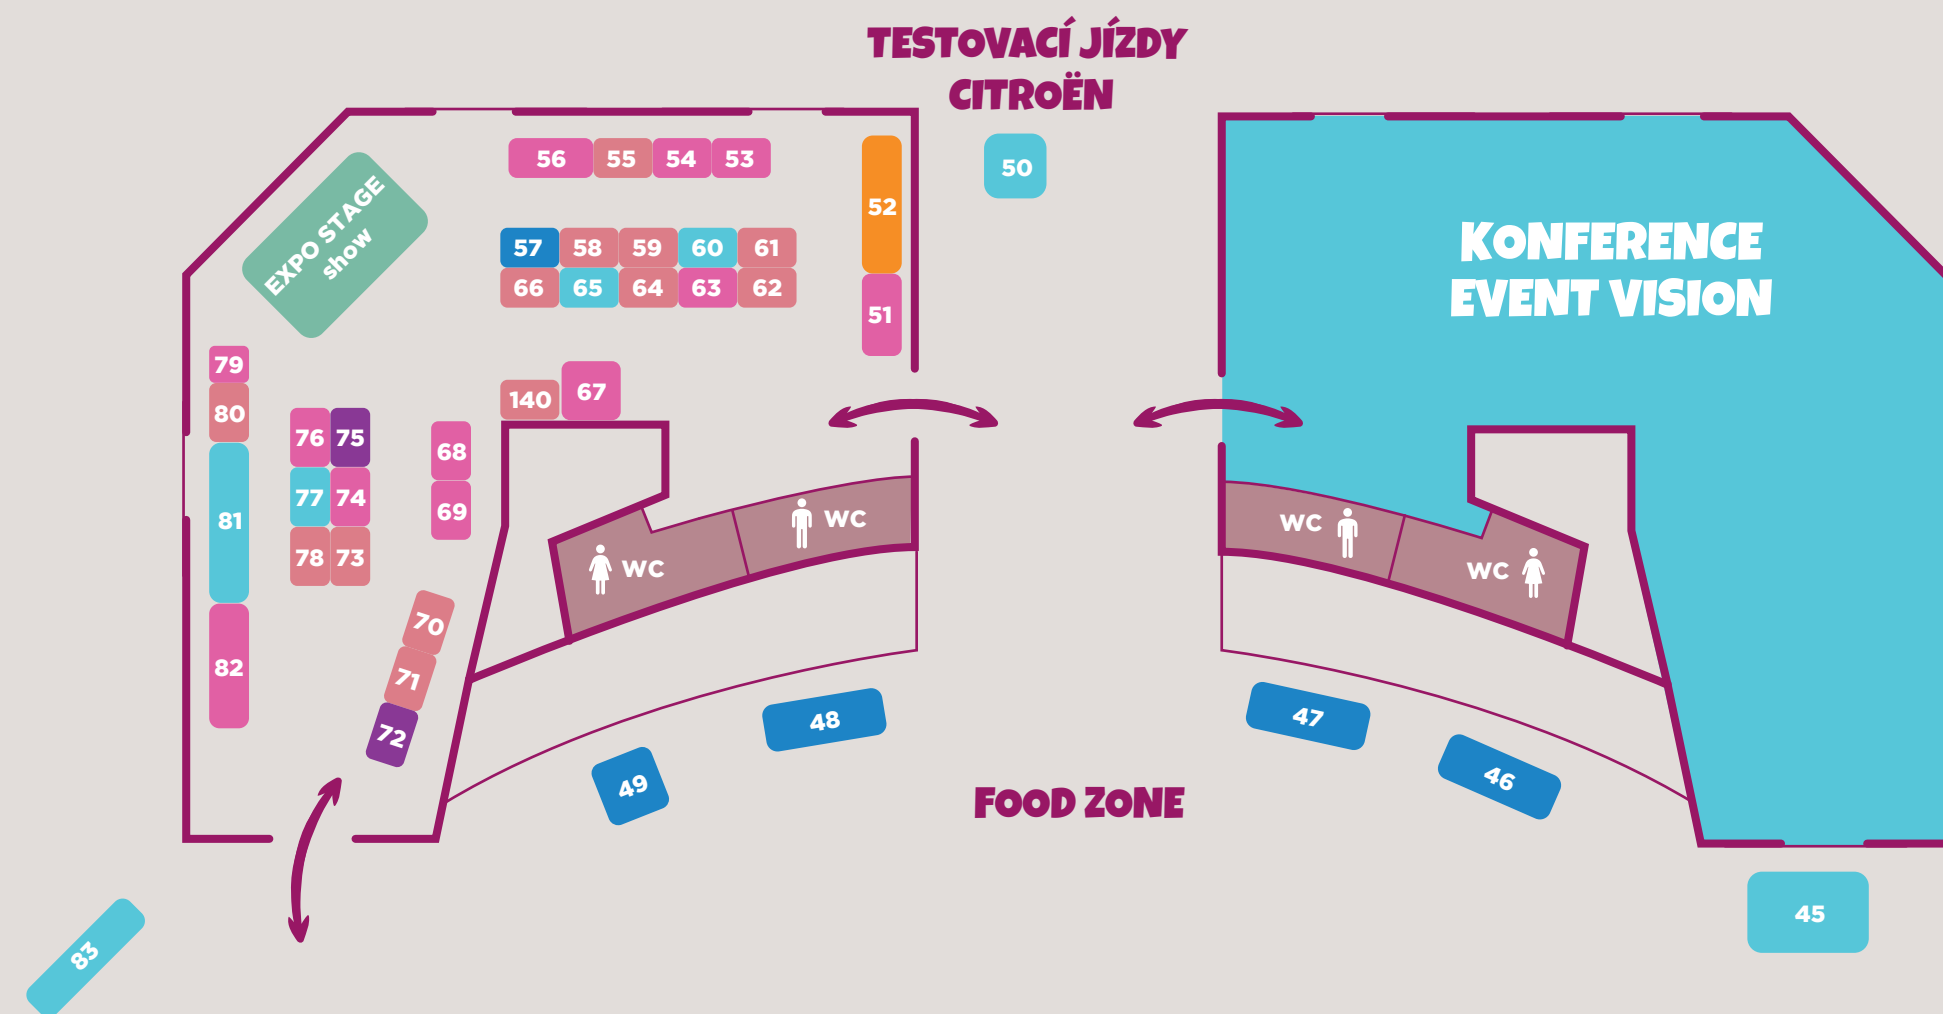 TESTOVACÍ JÍZDY
CITROËN
56 55 54 53
52
51
50
EXPO STAGE
show
57 58 59 60 61
66 65 64 63 62
KONFERENCE
EVENT VISION
79
80
81
82
140 67
76 75
77 74
78 73
68
69
70
71
72
WC
WC
WC
WC
48
49
47
46
FOOD ZONE
83
45